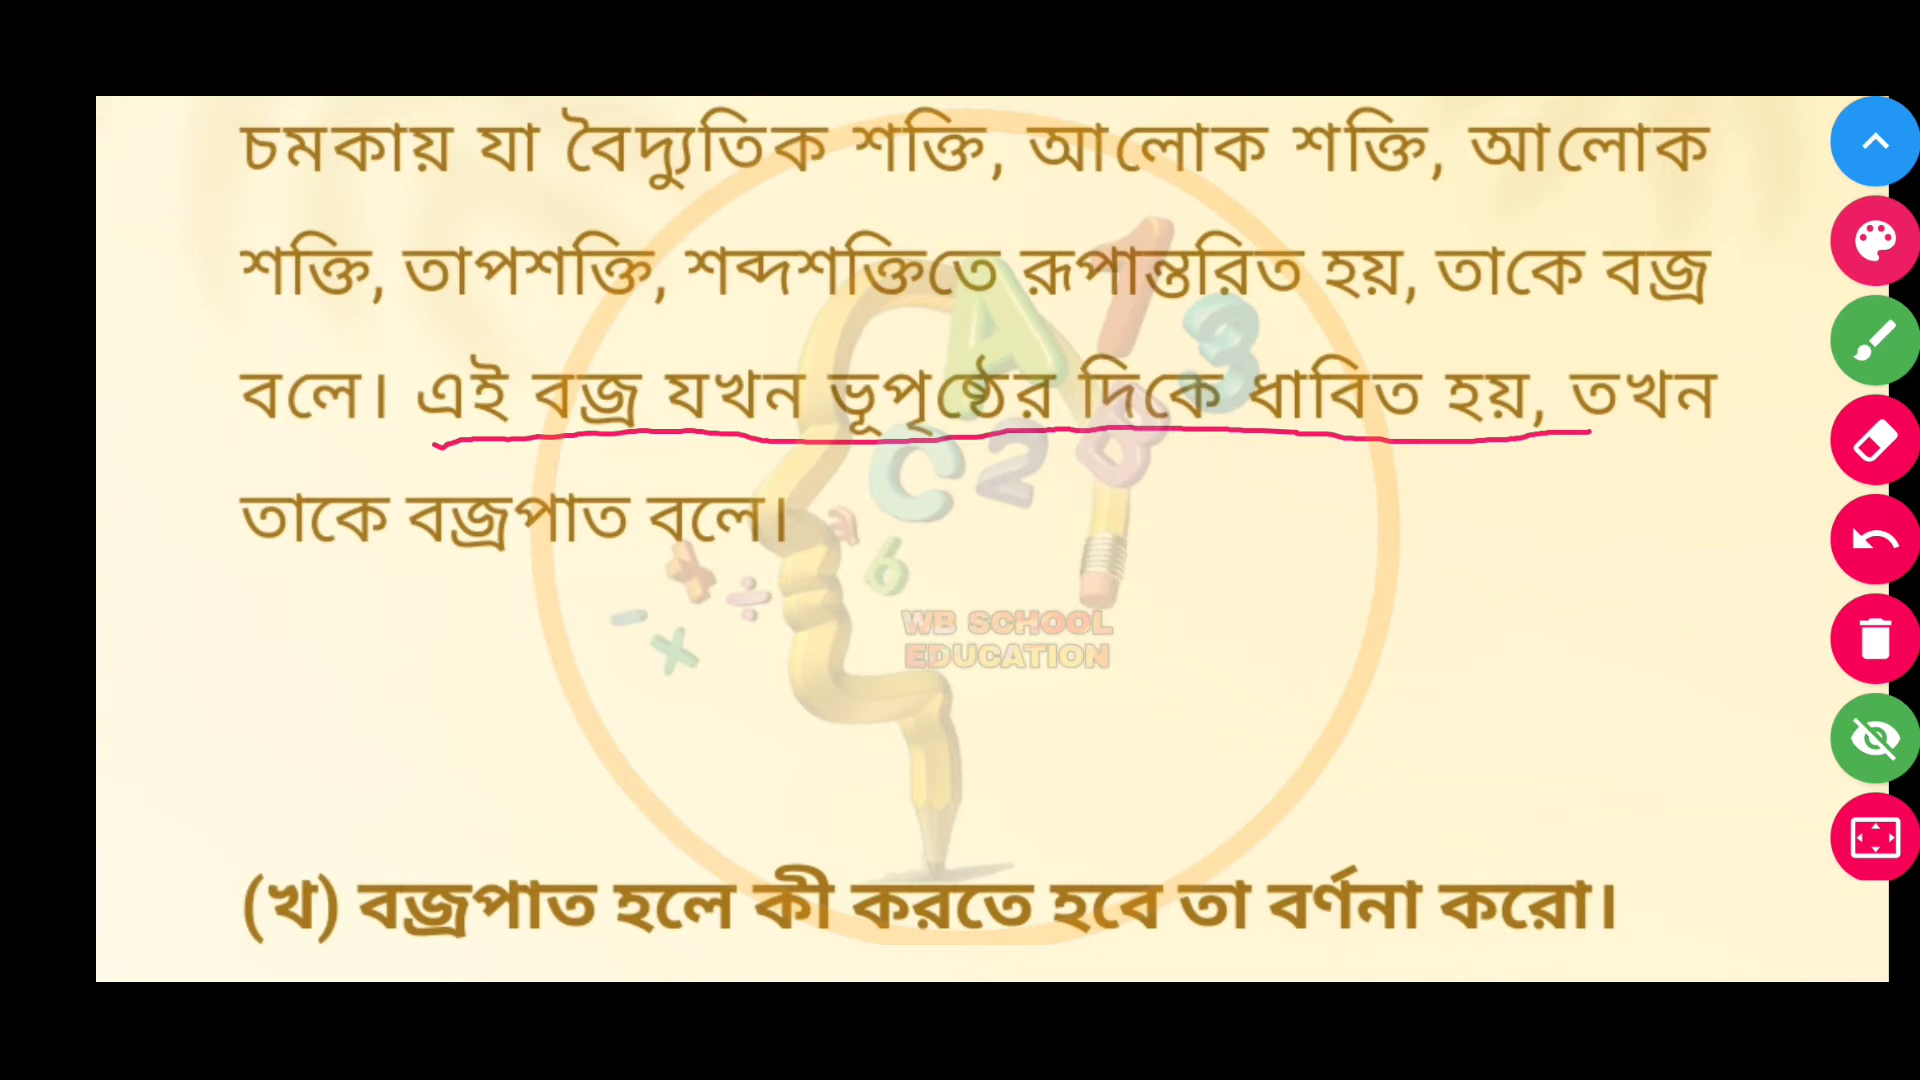 চমকায় যা বৈদ্যুতিক শক্তি, আলোক শক্তি, আলোক
শক্তি, তাপশক্তি, শব্দশক্তিতে রূপান্তরিত হয়, তাকে বজ্র
বলে। এই বজ্র যখন ভূপৃষ্ঠের দিকে ধাবিত হয়, তখন
তাকে বজ্রপাত বলে।
WB SCHOOL
EDUCATION
(খ) বজ্রপাত হলে কী করতে হবে তা বর্ণনা করো।